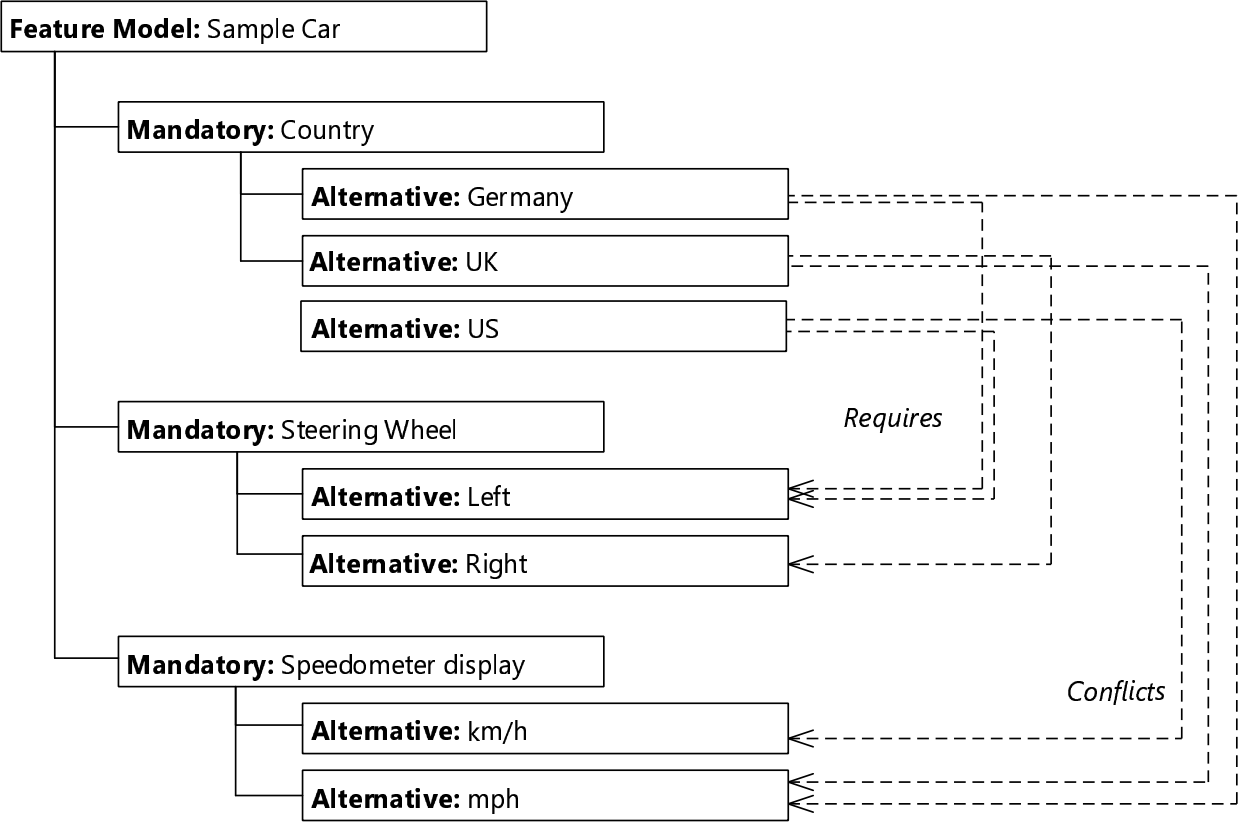 Feature Model: Sample Car
Mandatory: Country
Alternative: Germany
Alternative: UK
Alternative: US
Requires
Mandatory: Steering Wheel
Alternative: Left
Alternative: Right
Mandatory: Speedometer display
Conflicts
Alternative: km/h
Alternative: mph